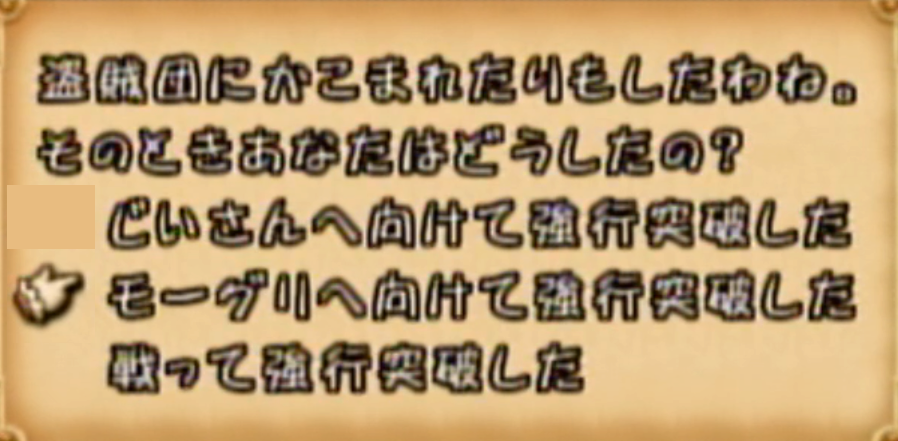 盗賊団にかこまれたりもしたわね。
そのときあなたはどうしたの？
じいさんへ向けて強行突破した
モーグリへ向けて強行突破した
戦って強行突破した